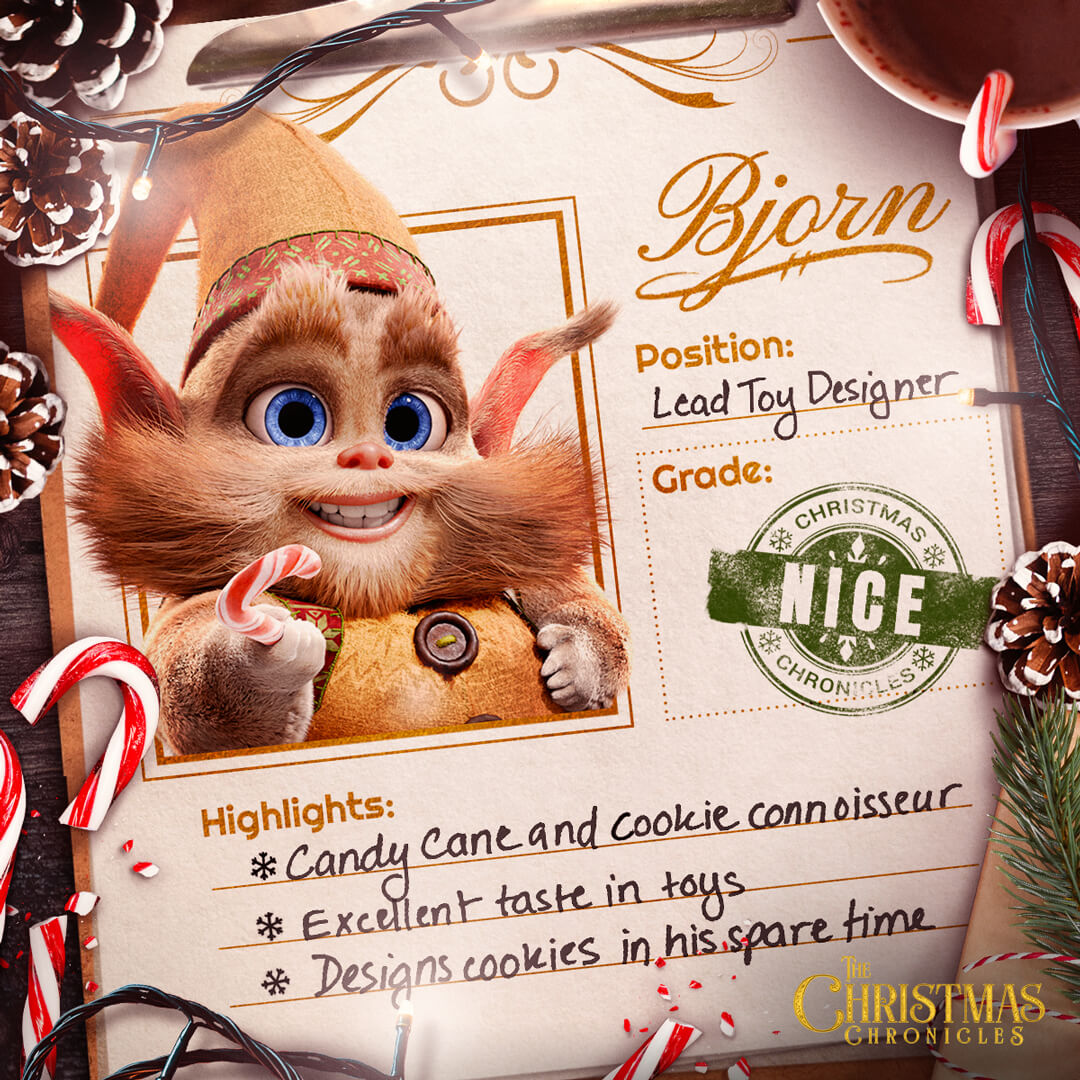 Bjorn
Position:
Lead Toy Designer
Grade:
CHRISTMAS
NICE
CHRONICLES
Highlights:
Candy Cane and cookie connoisseur
Excellent taste in toys
Designs cookies in his spare time
THE
CHRISTMAS
CHRONICLES